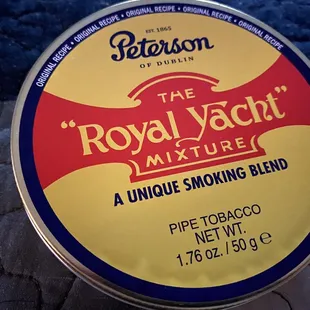 ORIGINAL RECIPE • ORIGINAL RECIPE • ORIGINAL RECIPE • ORIGINAL RECIPE
EST. 1865
Peterson
OF DUBLIN
THE
"Royal Yacht"
MIXTURE
A UNIQUE SMOKING BLEND
PIPE TOBACCO
NET WT.
1.76 oz. / 50 g ℮